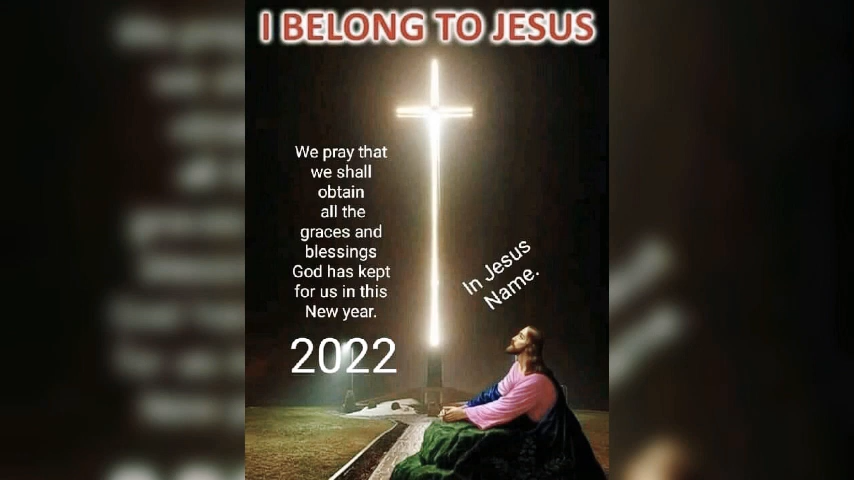 I BELONG TO JESUS
We pray that
we shall
obtain
all the
graces and
blessings
God has kept
for us in this
New year.
2022
In Jesus
Name.